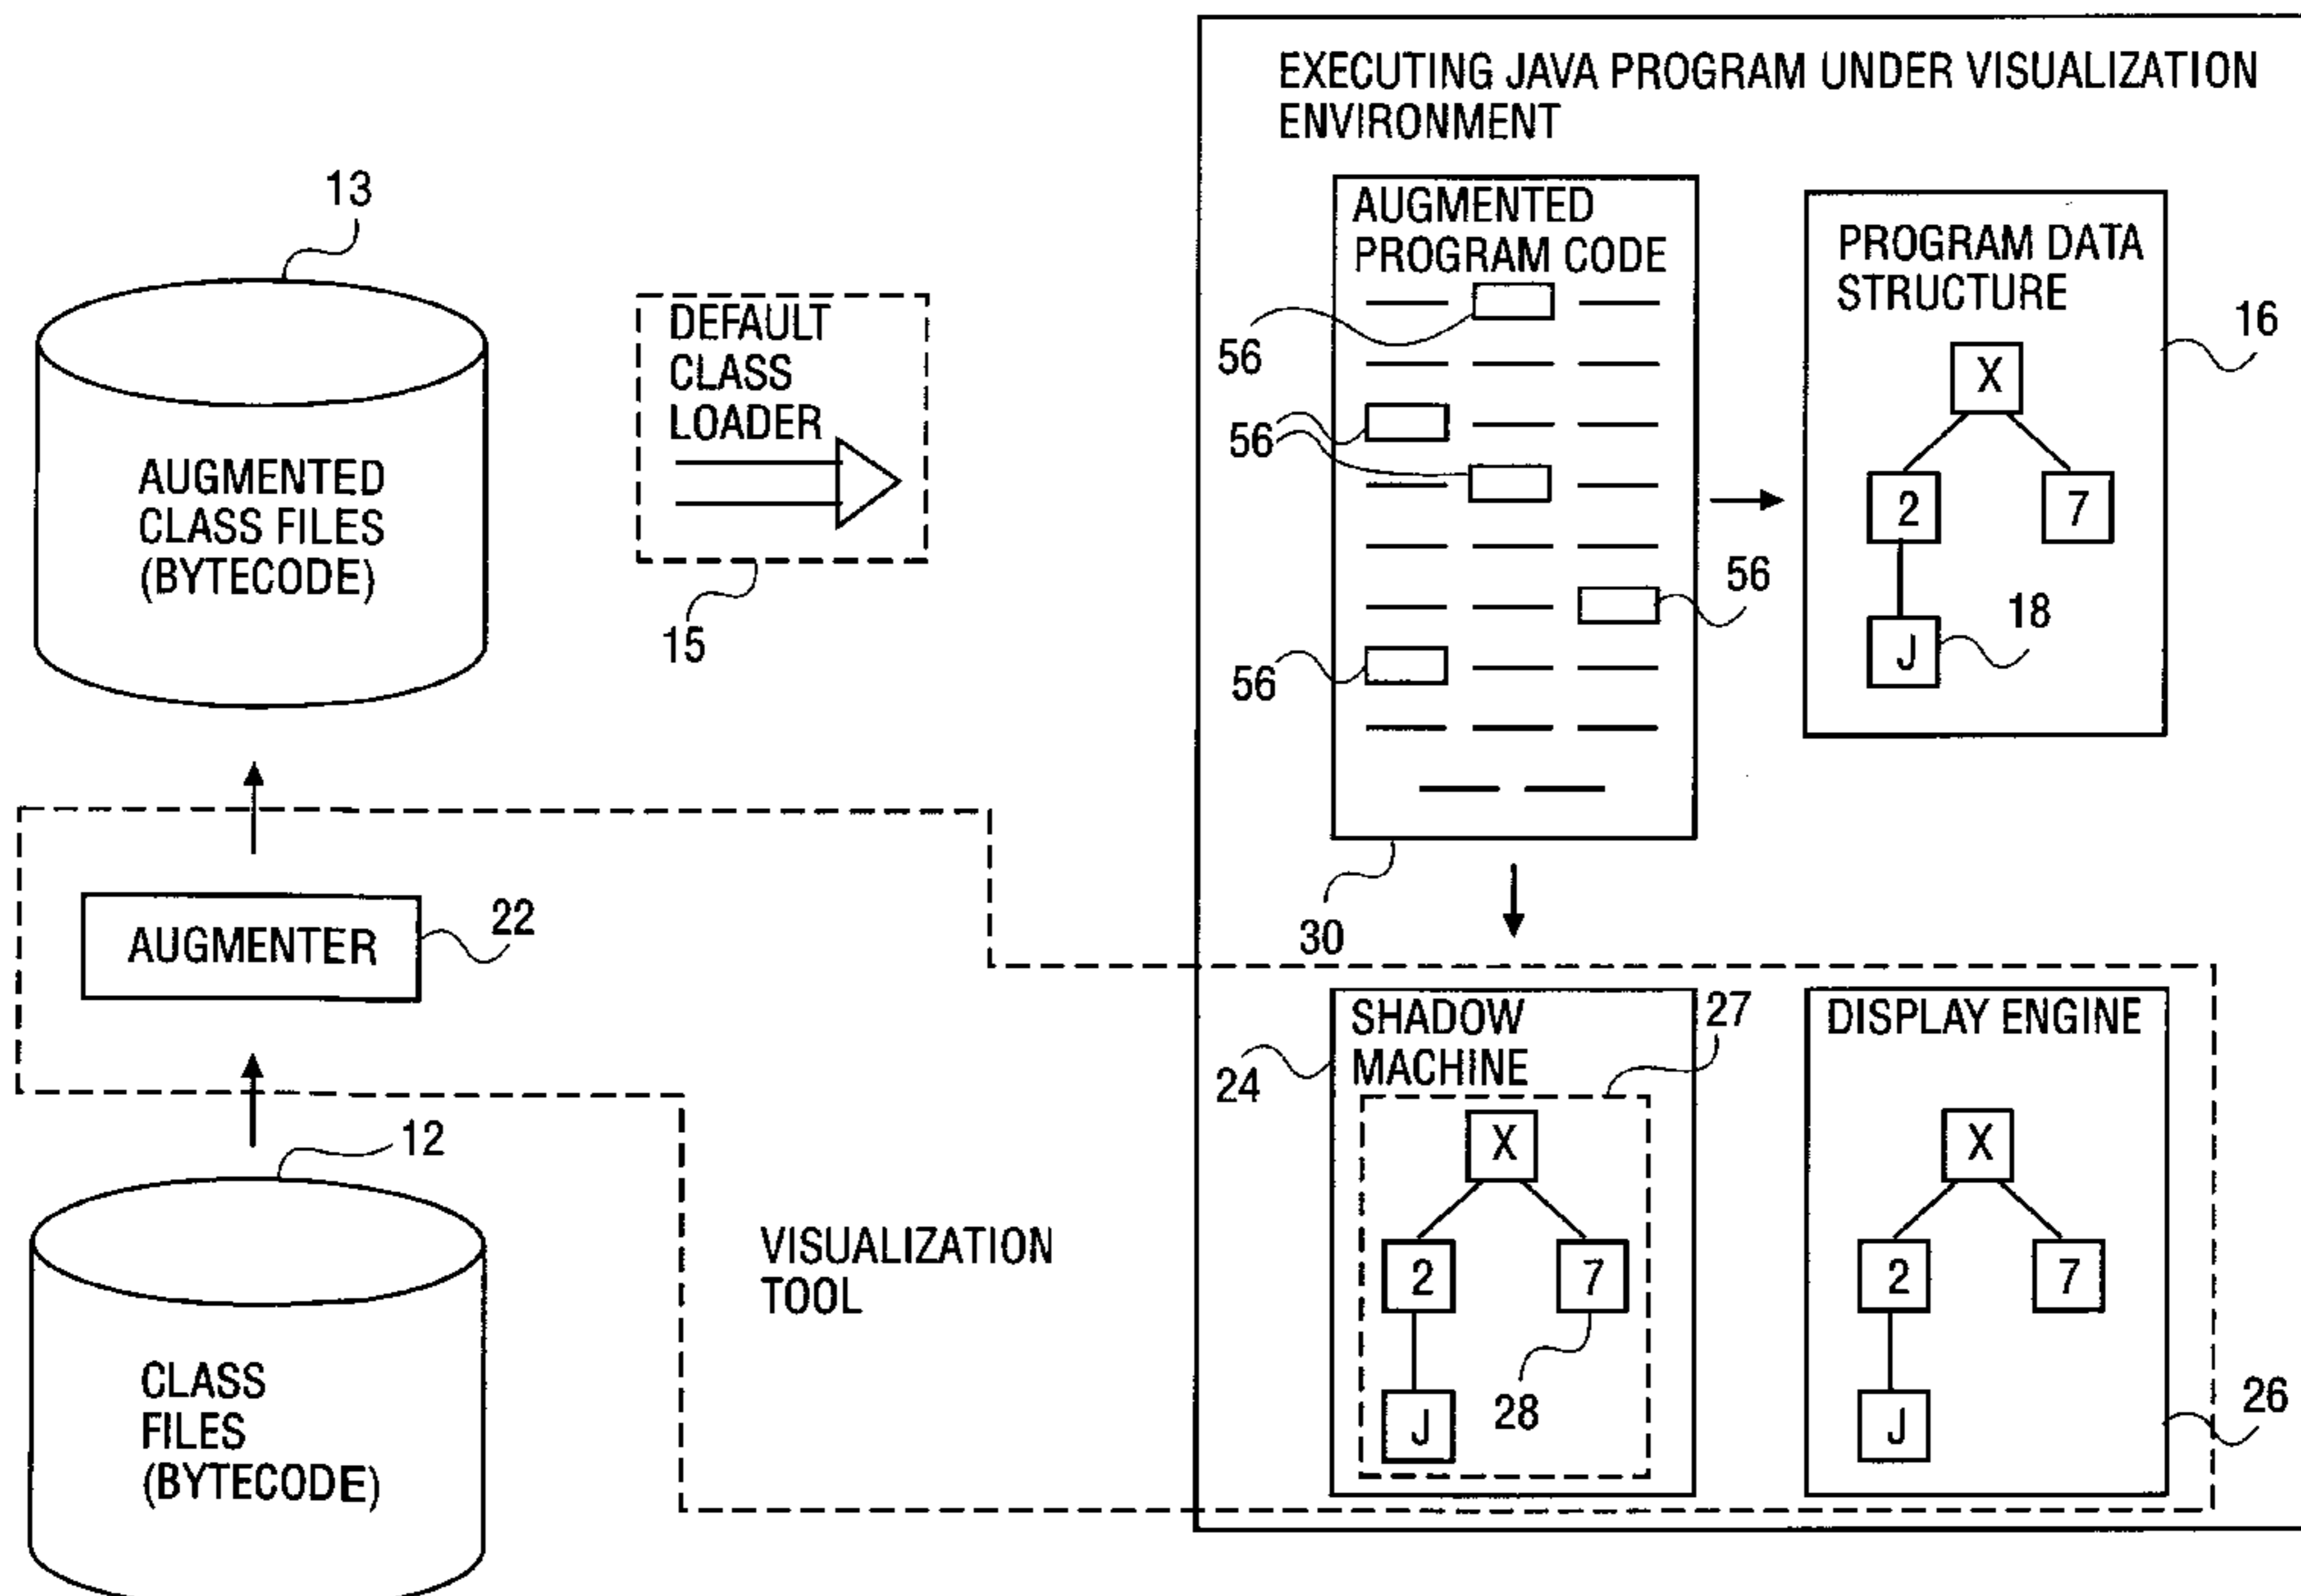 EXECUTING JAVA PROGRAM UNDER VISUALIZATION
ENVIRONMENT
13
AUGMENTED
CLASS FILES
(BYTECODE)
DEFAULT
CLASS
LOADER
15
AUGMENTED
PROGRAM CODE
56
56
56
56
30
PROGRAM DATA
STRUCTURE
16
X
2
7
J
18
AUGMENTER
22
12
CLASS
FILES
(BYTECODE)
VISUALIZATION
TOOL
SHADOW
MACHINE
24
27
X
2
7
J
28
DISPLAY ENGINE
X
2
7
J
26